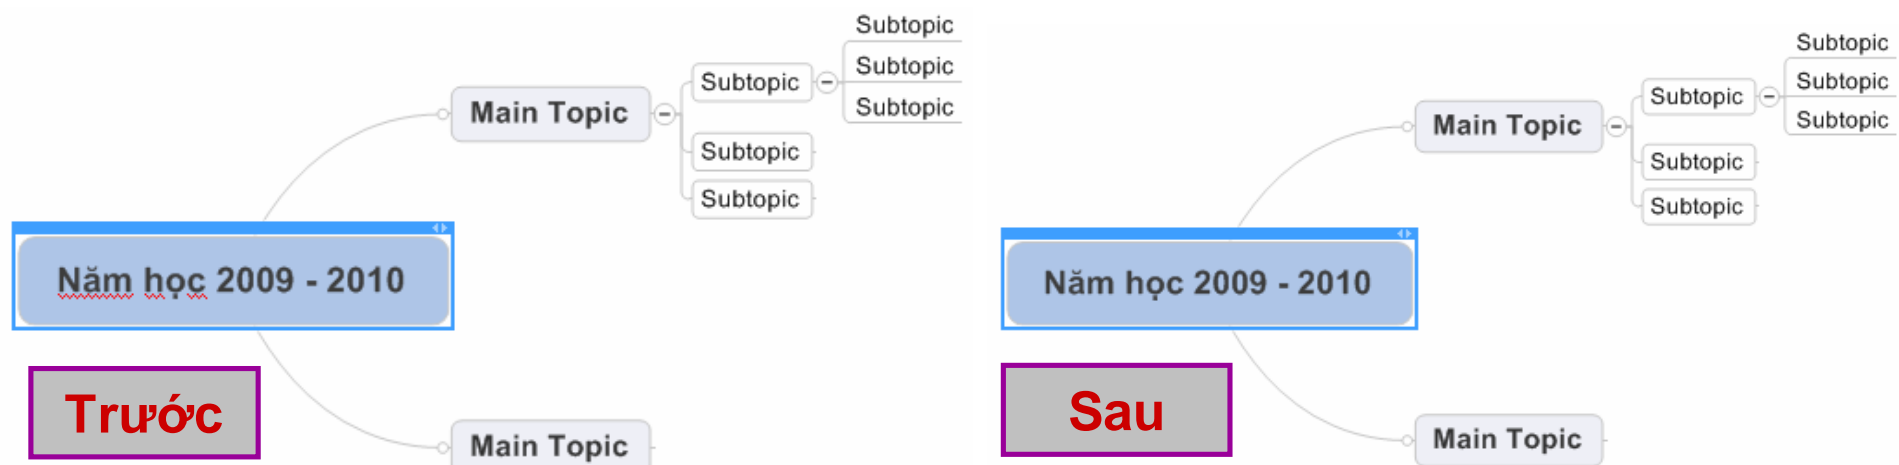 Subtopic
Subtopic
Subtopic
Subtopic
Main Topic
Subtopic
Subtopic
Năm học 2009 - 2010
Trước
Main Topic
Subtopic
Subtopic
Subtopic
Subtopic
Main Topic
Subtopic
Subtopic
Năm học 2009 - 2010
Sau
Main Topic